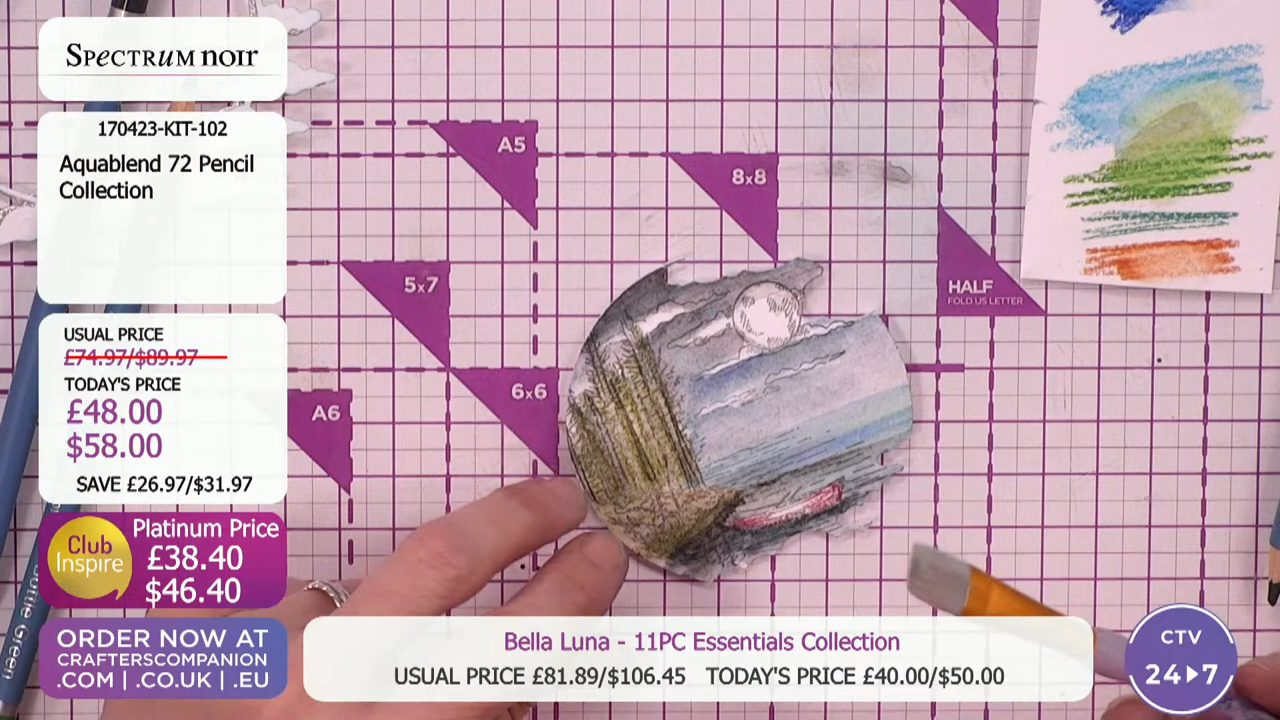 SPECTRUM NOIR
170423-KIT-102
Aquablend 72 Pencil
Collection
USUAL PRICE
£74.97/$89.97
TODAY'S PRICE
£48.00
$58.00
SAVE £26.97/$31.97
Club
Inspire
Platinum Price
£38.40
$46.40
ORDER NOW AT
CRAFTERSCOMPANION
.COM | .CO.UK | .EU
Bella Luna - 11PC Essentials Collection
USUAL PRICE £81.89/$106.45 TODAY'S PRICE £40.00/$50.00
CTV
24▶7
A5
8x8
5x7
HALF
FOLD US LETTER
6x6
A6
Bottle Green